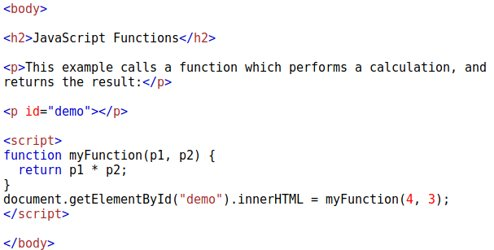 <body>
<h2>JavaScript Functions</h2>
<p>This example calls a function which performs a calculation, and
returns the result:</p>
<p id="demo"></p>
<script>
function myFunction(p1, p2) {
  return p1 * p2;
}
document.getElementById("demo").innerHTML = myFunction(4, 3);
</script>
</body>